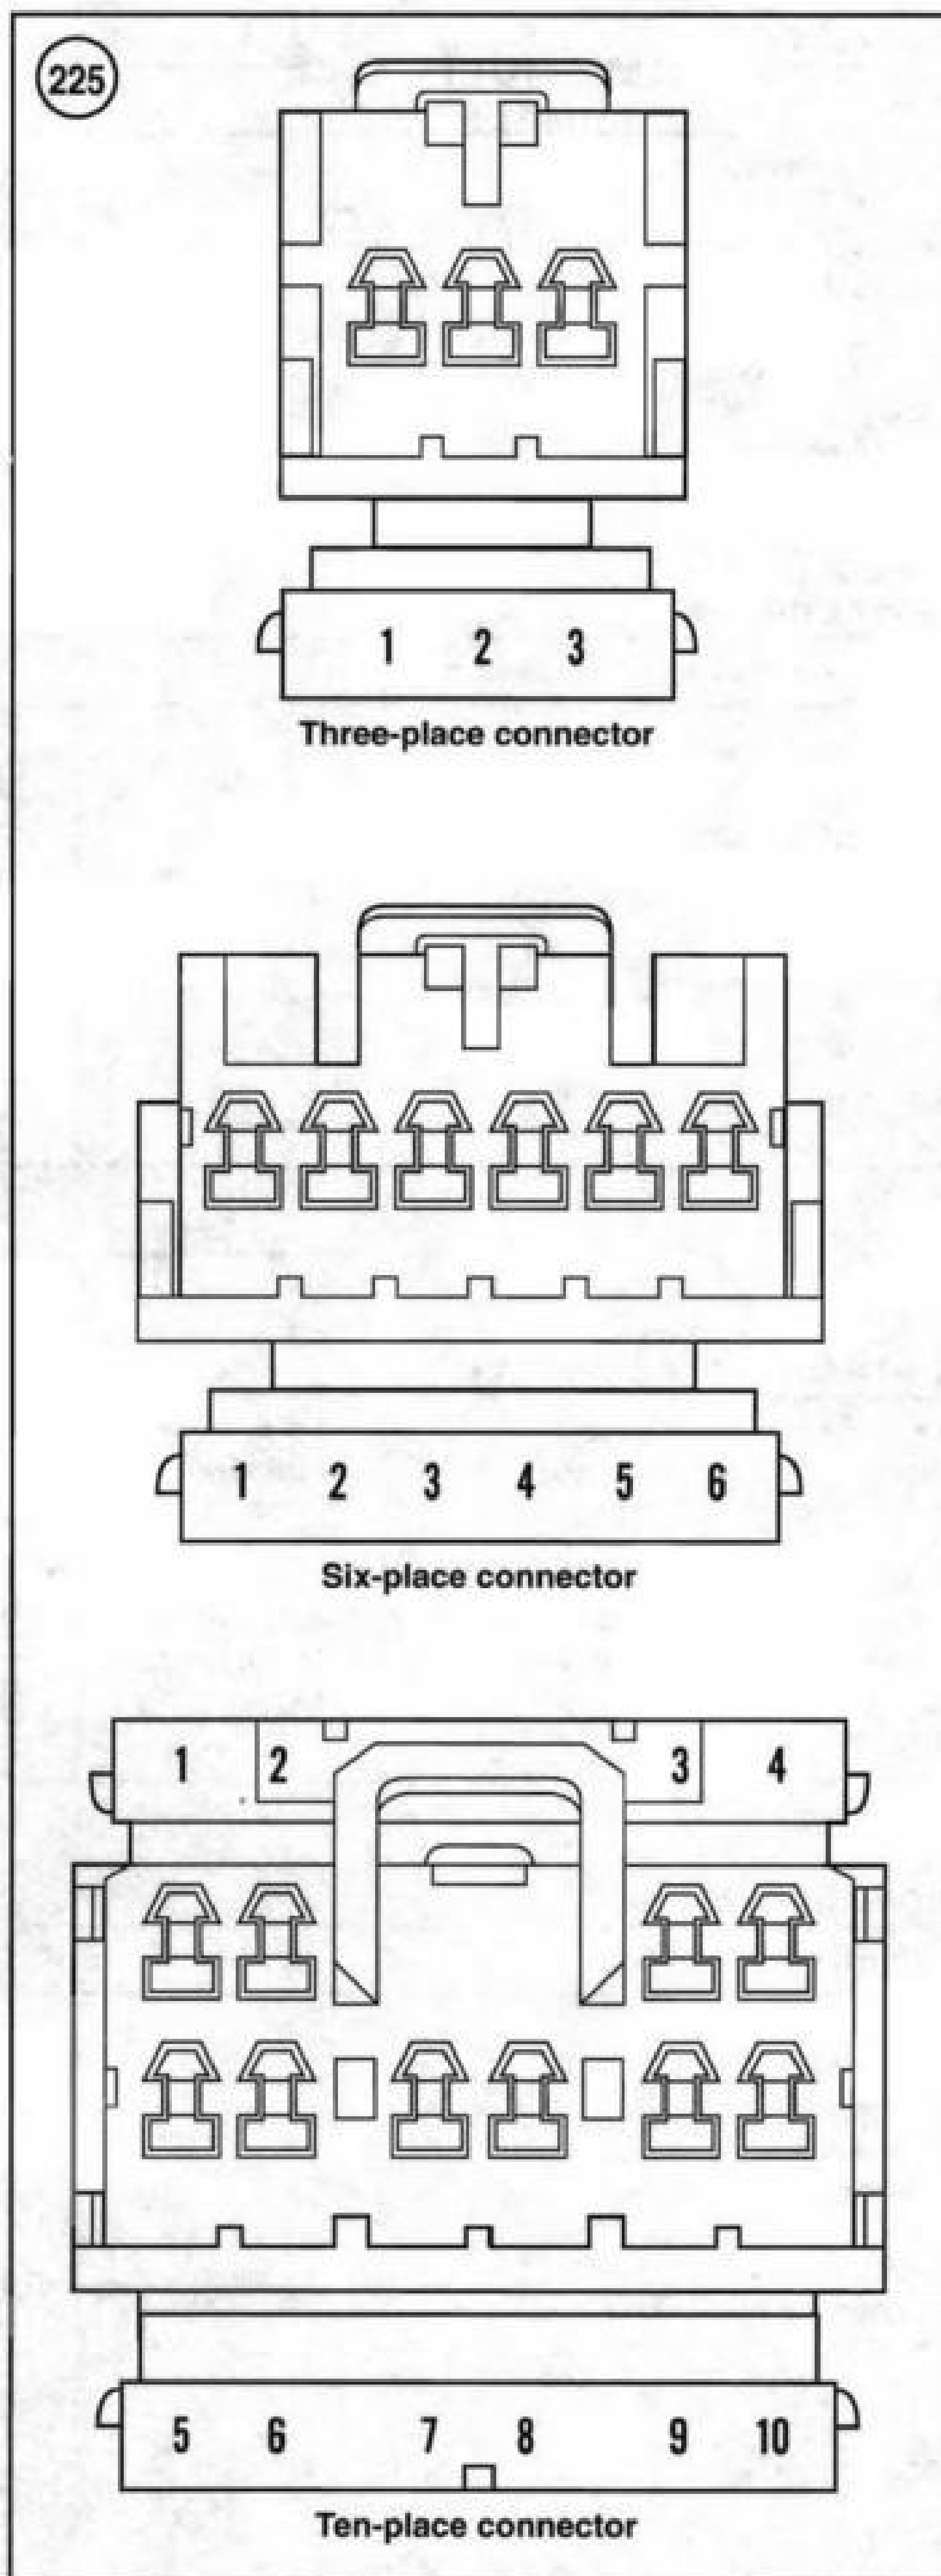 225
1 2 3
Three-place connector
1 2 3 4 5 6
Six-place connector
1 2 3 4
5 6 7 8 9 10
Ten-place connector